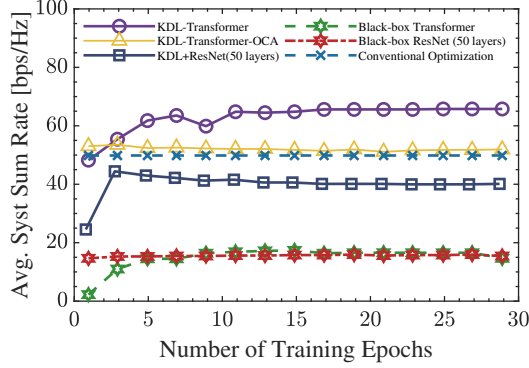 100
80
60
40
20
0
Avg. Syst Sum Rate [bps/Hz]
KDL-Transformer
KDL-Transformer-OCA
KDL+ResNet(50 layers)
Black-box Transformer
Black-box ResNet (50 layers)
Conventional Optimization
0 5 10 15 20 25 30
Number of Training Epochs